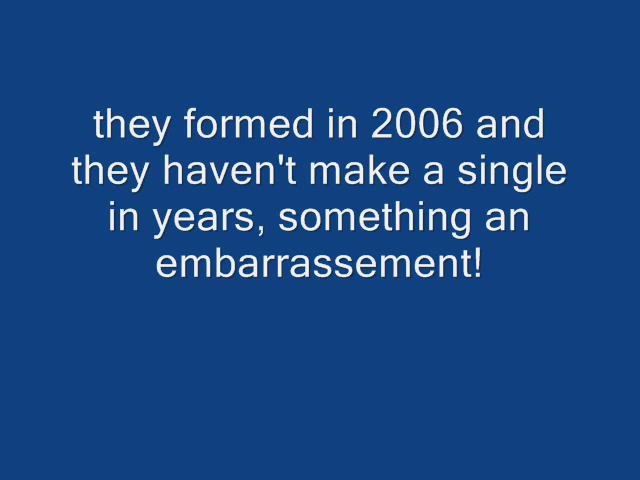 they formed in 2006 and
they haven't make a single
in years, something an
embarrassement!